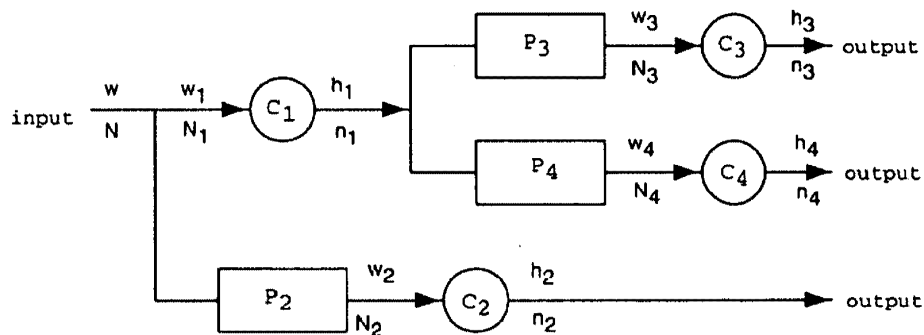 w₃ h₃
P₃ C₃ output
N₃ n₃
w w₁ h₁
input C₁
N N₁ n₁
w₄ h₄
P₄ C₄ output
N₄ n₄
w₂ h₂
P₂ C₂ output
N₂ n₂